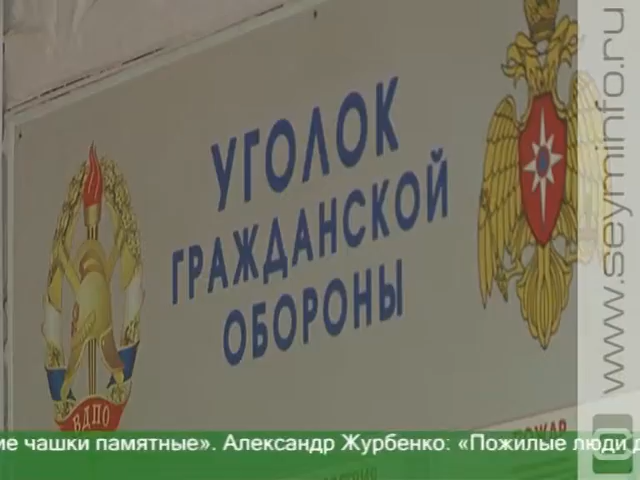 УГОЛОК
ГРАЖДАНСКОЙ
ОБОРОНЫ
ВДПО
www.seyminfo.ru
ие чашки памятные». Александр Журбенко: «Пожилые люди д